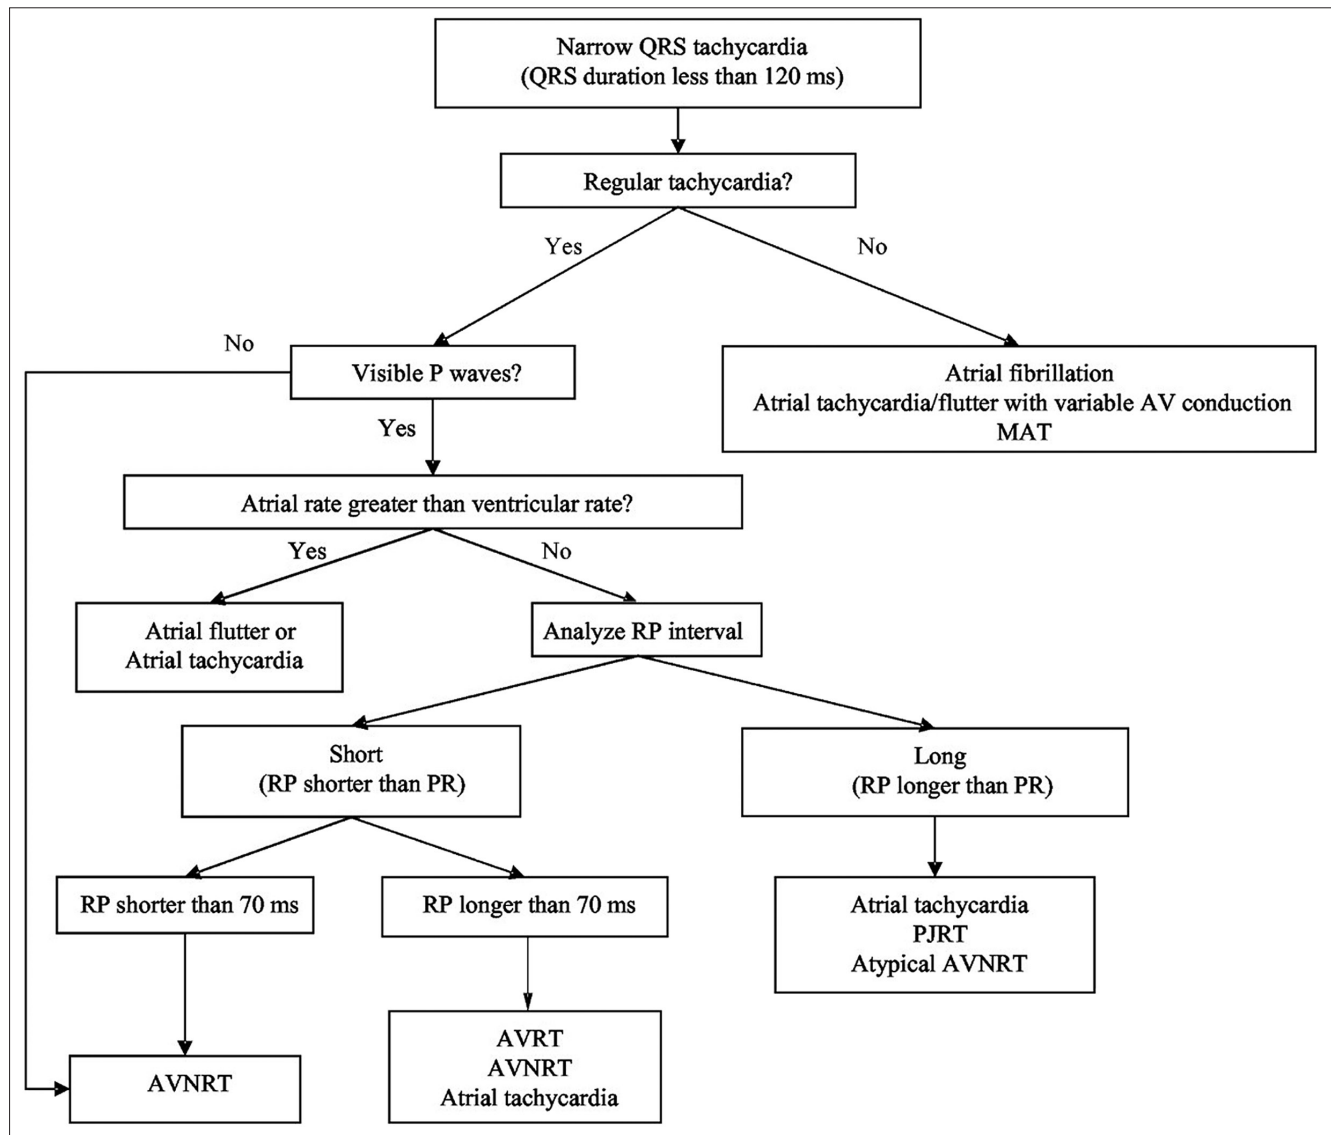 Narrow QRS tachycardia
(QRS duration less than 120 ms)
Regular tachycardia?
Yes
No
No
Visible P waves?
Atrial fibrillation
Atrial tachycardia/flutter with variable AV conduction
MAT
Yes
Atrial rate greater than ventricular rate?
Yes
No
Atrial flutter or
Atrial tachycardia
Analyze RP interval
Short
(RP shorter than PR)
Long
(RP longer than PR)
RP shorter than 70 ms
RP longer than 70 ms
Atrial tachycardia
PJRT
Atypical AVNRT
AVNRT
AVRT
AVNRT
Atrial tachycardia